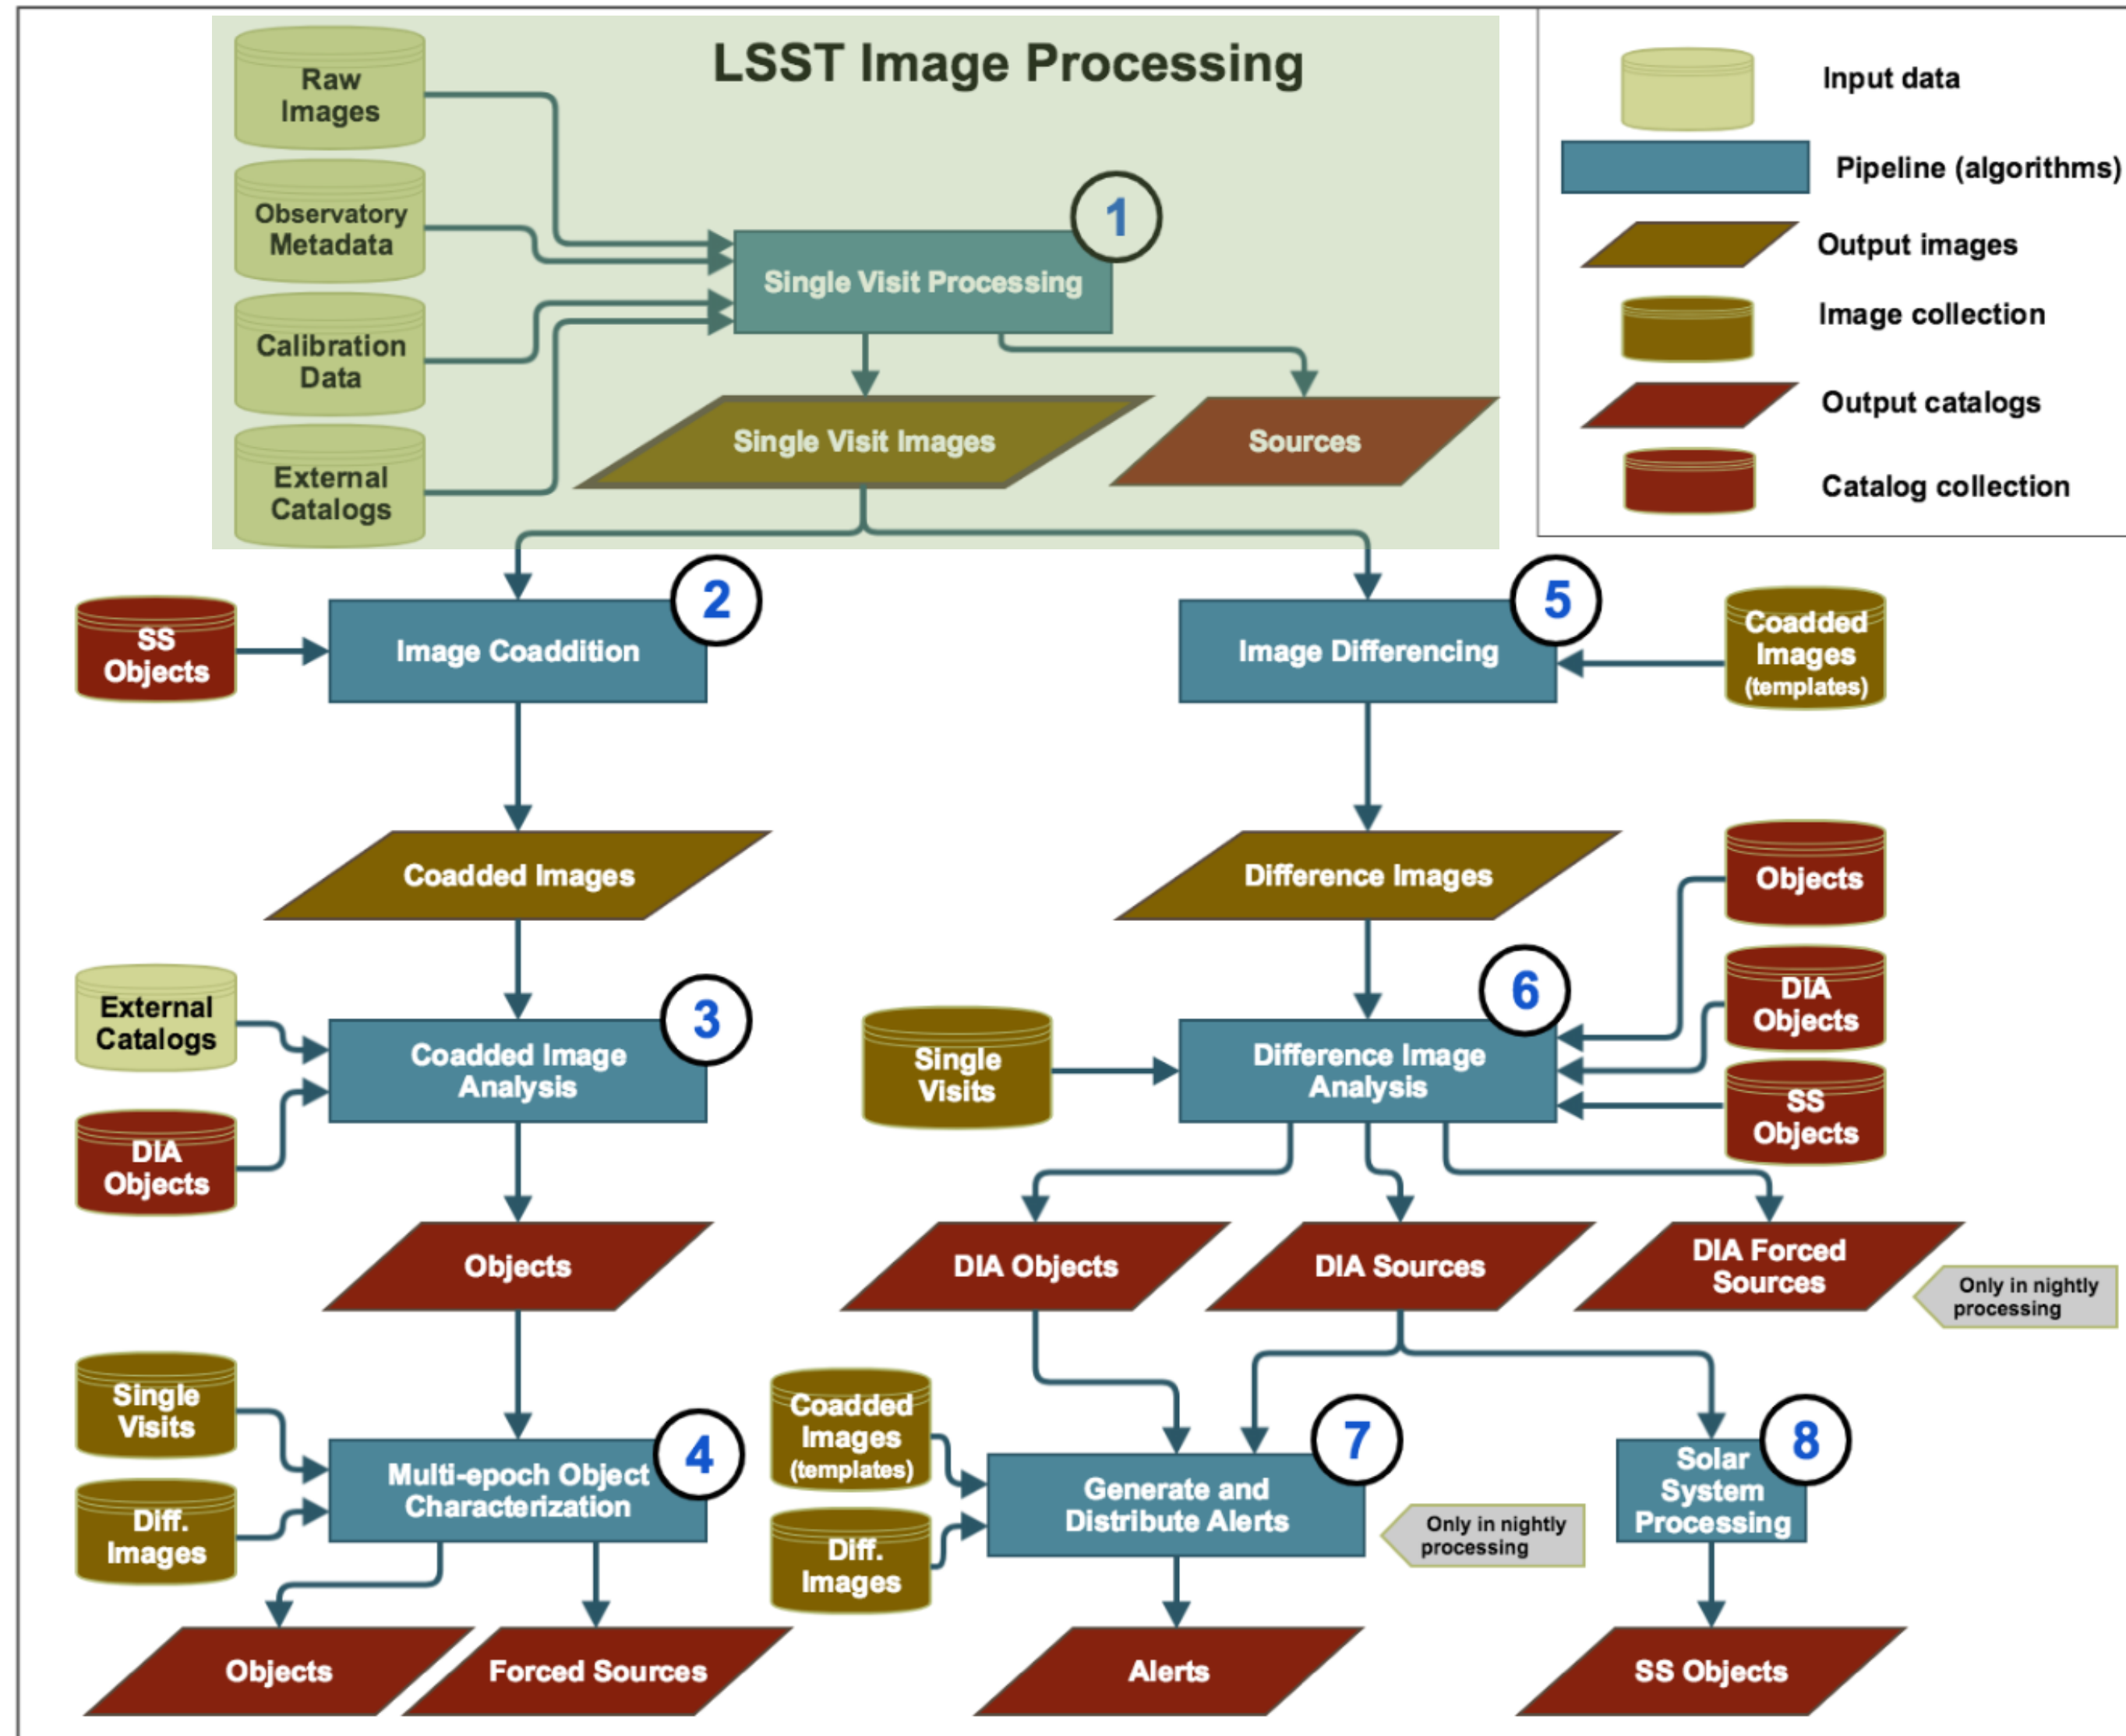 LSST Image Processing
Raw
Images
Observatory
Metadata
Calibration
Data
External
Catalogs
1
Single Visit Processing
Single Visit Images
Sources
Input data
Pipeline (algorithms)
Output images
Image collection
Output catalogs
Catalog collection
SS
Objects
2
Image Coaddition
5
Image Differencing
Coadded
Images
(templates)
Coadded Images
Difference Images
Objects
External
Catalogs
DIA
Objects
3
Coadded Image
Analysis
Single
Visits
6
Difference Image
Analysis
DIA
Objects
SS
Objects
Objects
DIA Objects
DIA Sources
DIA Forced
Sources
Only in nightly
processing
Single
Visits
Diff.
Images
4
Multi-epoch Object
Characterization
Coadded
Images
(templates)
Diff.
Images
7
Generate and
Distribute Alerts
Only in nightly
processing
8
Solar
System
Processing
Objects
Forced Sources
Alerts
SS Objects